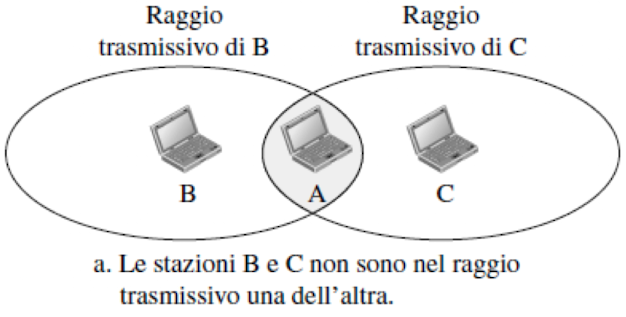 Raggio
trasmissivo di B
Raggio
trasmissivo di C
B
A
C
a. Le stazioni B e C non sono nel raggio
trasmissivo una dell'altra.